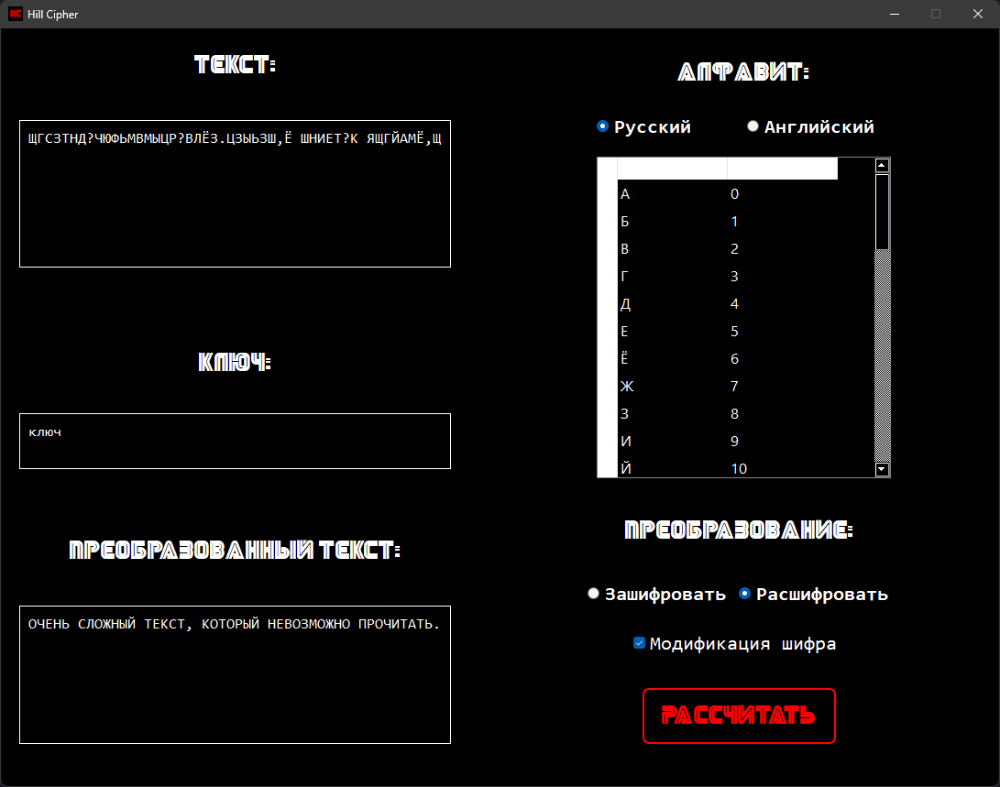 Hill Cipher
ТЕКСТ:
ЩГСЗТНД?ЧЮФЬМВМЫЦР?ВЛЁЗ.ЦЗЫЬЗШ,Ё ШНИЕТ?К ЯЩГЙАМЁ,Щ
КЛЮЧ:
ключ
ПРЕОБРАЗОВАННЫЙ ТЕКСТ:
ОЧЕНЬ СЛОЖНЫЙ ТЕКСТ, КОТОРЫЙ НЕВОЗМОЖНО ПРОЧИТАТЬ.
АЛФАВИТ:
Русский Английский
А 0
Б 1
В 2
Г 3
Д 4
Е 5
Ё 6
Ж 7
З 8
И 9
Й 10
ПРЕОБРАЗОВАНИЕ:
Зашифровать Расшифровать
Модификация шифра
РАССЧИТАТЬ